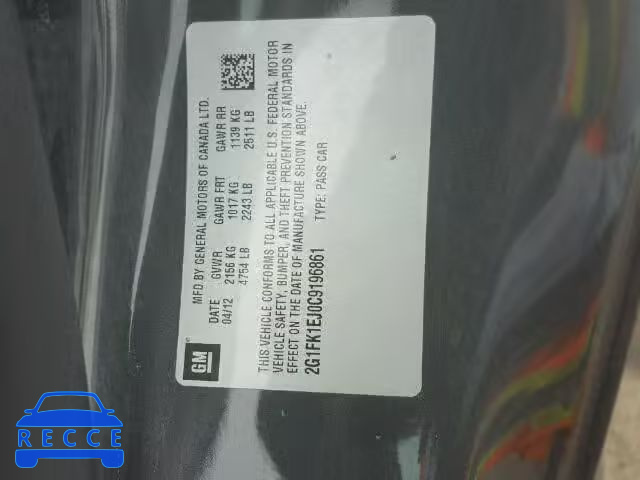 MFD BY GENERAL MOTORS OF CANADA LTD.
DATE GVWR GAWR FRT GAWR RR
04/12 2156 KG 1017 KG 1139 KG
4754 LB 2243 LB 2511 LB
THIS VEHICLE CONFORMS TO ALL APPLICABLE U.S. FEDERAL MOTOR
VEHICLE SAFETY, BUMPER, AND THEFT PREVENTION STANDARDS IN
EFFECT ON THE DATE OF MANUFACTURE SHOWN ABOVE.
2G1FK1EJ0C9196861 TYPE: PASS CAR
GM
RECCE